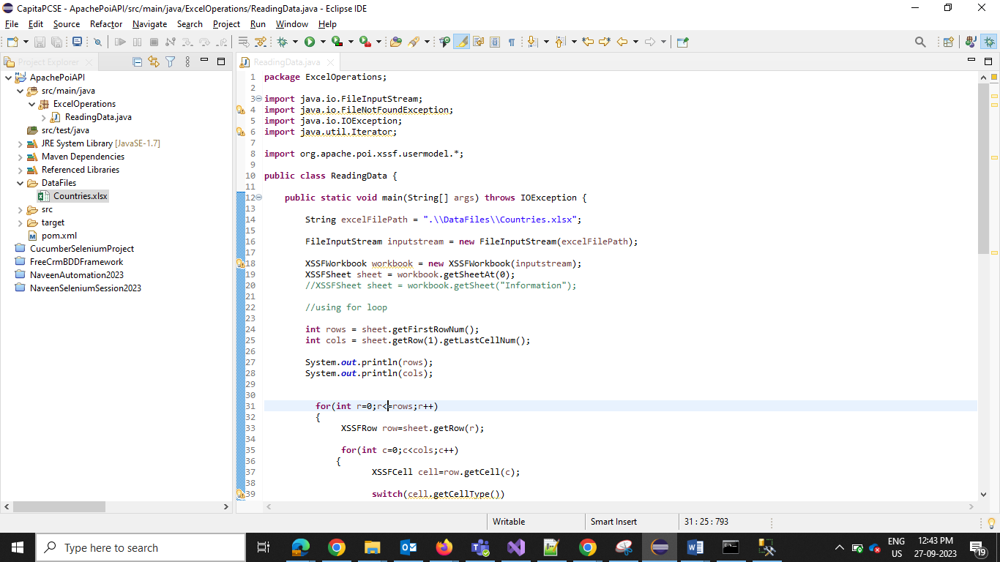 CapitaPCSE - ApachePoiAPI/src/main/java/ExcelOperations/ReadingData.java - Eclipse IDE
File Edit Source Refactor Navigate Search Project Run Window Help
Project Explorer
ReadingData.java
ApachePoiAPI
src/main/java
ExcelOperations
ReadingData.java
src/test/java
JRE System Library [JavaSE-1.7]
Maven Dependencies
Referenced Libraries
DataFiles
Countries.xlsx
src
target
pom.xml
CucumberSeleniumProject
FreeCrmBDDFramework
NaveenAutomation2023
NaveenSeleniumSession2023
1 package ExcelOperations;
2
3 import java.io.FileInputStream;
4 import java.io.FileNotFoundException;
5 import java.io.IOException;
6 import java.util.Iterator;
7
8 import org.apache.poi.xssf.usermodel.*;
9
10 public class ReadingData {
11
12 public static void main(String[] args) throws IOException {
13
14 String excelFilePath = ".\\DataFiles\\Countries.xlsx";
15
16 FileInputStream inputstream = new FileInputStream(excelFilePath);
17
18 XSSFWorkbook workbook = new XSSFWorkbook(inputstream);
19 XSSFSheet sheet = workbook.getSheetAt(0);
20 //XSSFSheet sheet = workbook.getSheet("Information");
21
22 //using for loop
23
24 int rows = sheet.getFirstRowNum();
25 int cols = sheet.getRow(1).getLastCellNum();
26
27 System.out.println(rows);
28 System.out.println(cols);
29
30
31 for(int r=0;r<=rows;r++)
32 {
33 XSSFRow row=sheet.getRow(r);
34
35 for(int c=0;c<cols;c++)
36 {
37 XSSFCell cell=row.getCell(c);
38
39 switch(cell.getCellType())
Writable Smart Insert 31 : 25 : 793
Type here to search
ENG
US
12:43 PM
27-09-2023
19